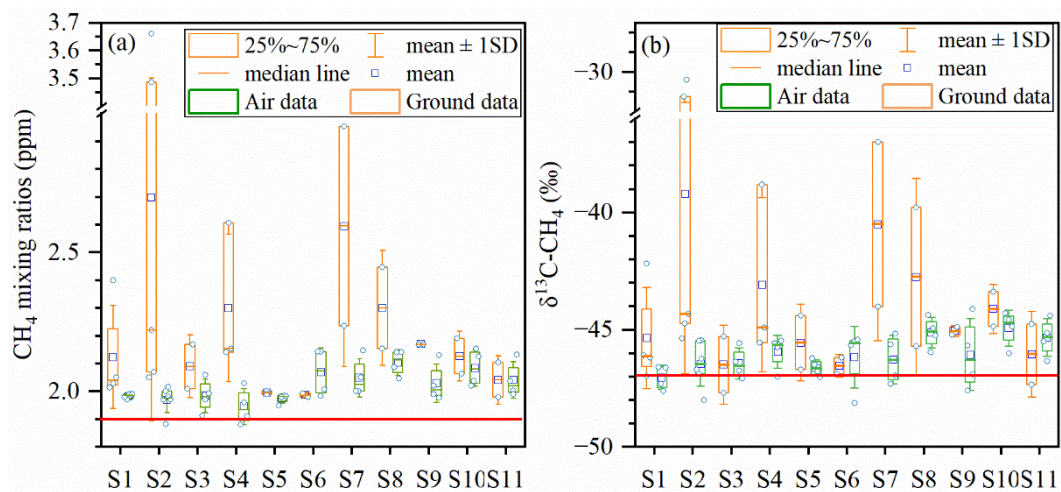 (a)
25%~75%
mean ± 1SD
median line
mean
Air data
Ground data
CH4 mixing ratios (ppm)
3.7
3.6
3.5
2.5
2.0
S1 S2 S3 S4 S5 S6 S7 S8 S9 S10 S11
(b)
25%~75%
mean ± 1SD
median line
mean
Air data
Ground data
δ13C-CH4 (‰)
−30
−40
−45
−50
S1 S2 S3 S4 S5 S6 S7 S8 S9 S10 S11